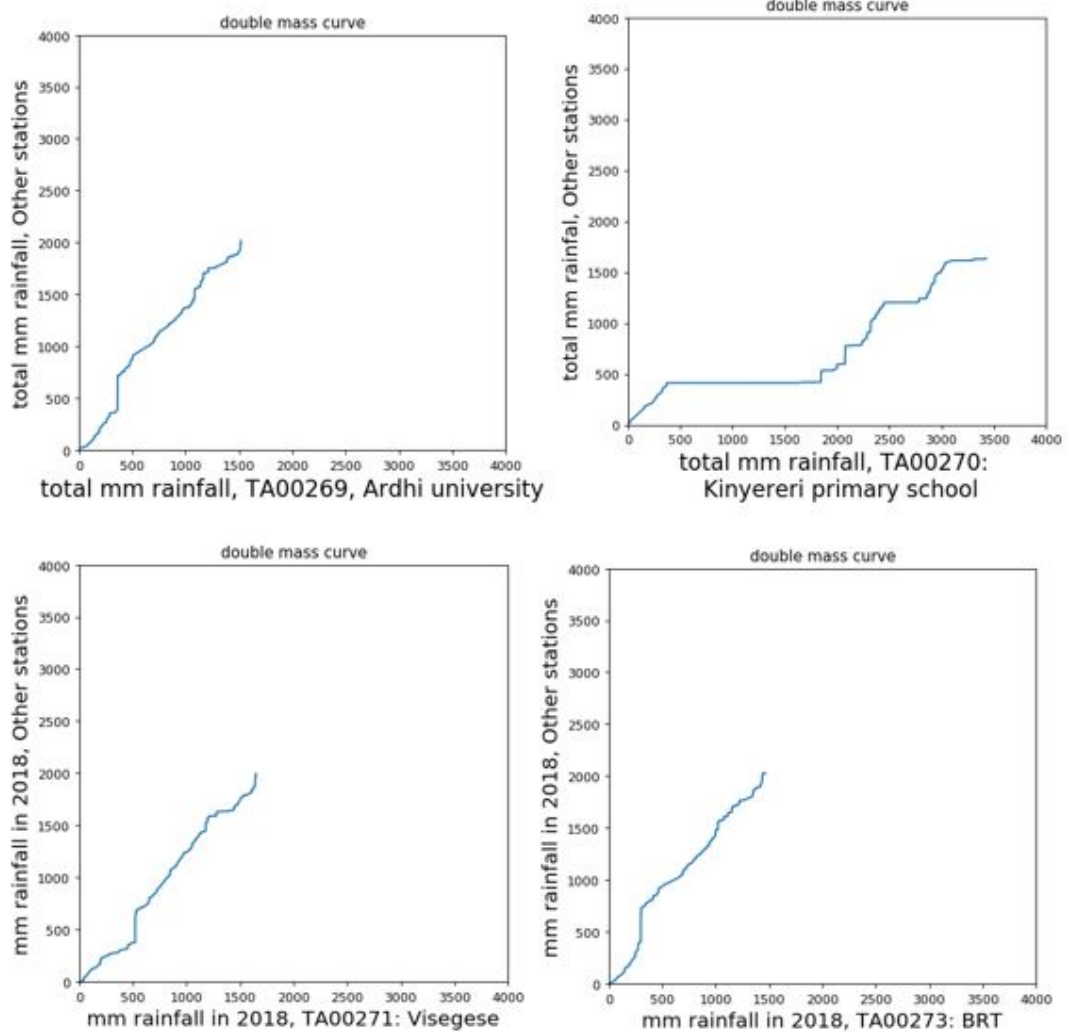 double mass curve
4000
3500
3000
2500
2000
1500
1000
500
0
total mm rainfall, Other stations
0 500 1000 1500 2000 2500 3000 3500 4000
total mm rainfall, TA00269, Ardhi university
double mass curve
4000
3500
3000
2500
2000
1500
1000
500
0
total mm rainfal, Other stations
0 500 1000 1500 2000 2500 3000 3500 4000
total mm rainfall, TA00270:
Kinyereri primary school
double mass curve
4000
3500
3000
2500
2000
1500
1000
500
0
mm rainfall in 2018, Other stations
0 500 1000 1500 2000 2500 3000 3500 4000
mm rainfall in 2018, TA00271: Visegese
double mass curve
4000
3500
3000
2500
2000
1500
1000
500
0
mm rainfall in 2018, Other stations
0 500 1000 1500 2000 2500 3000 3500 4000
mm rainfall in 2018, TA00273: BRT